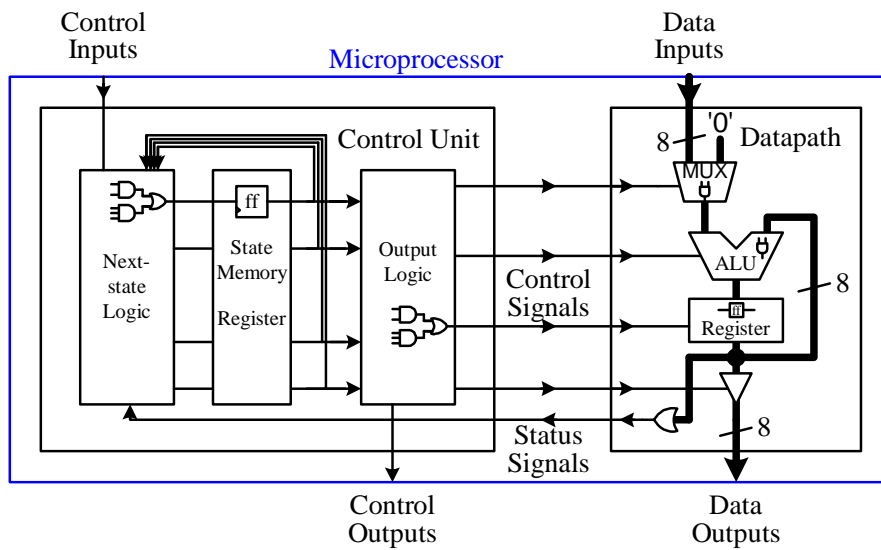 Control
Inputs
Data
Inputs
Microprocessor
Control Unit
Datapath
8
'0'
MUX
ff
Next-
state
Logic
State
Memory
Register
Output
Logic
Control
Signals
ALU
8
ff
Register
Status
Signals
8
Control
Outputs
Data
Outputs